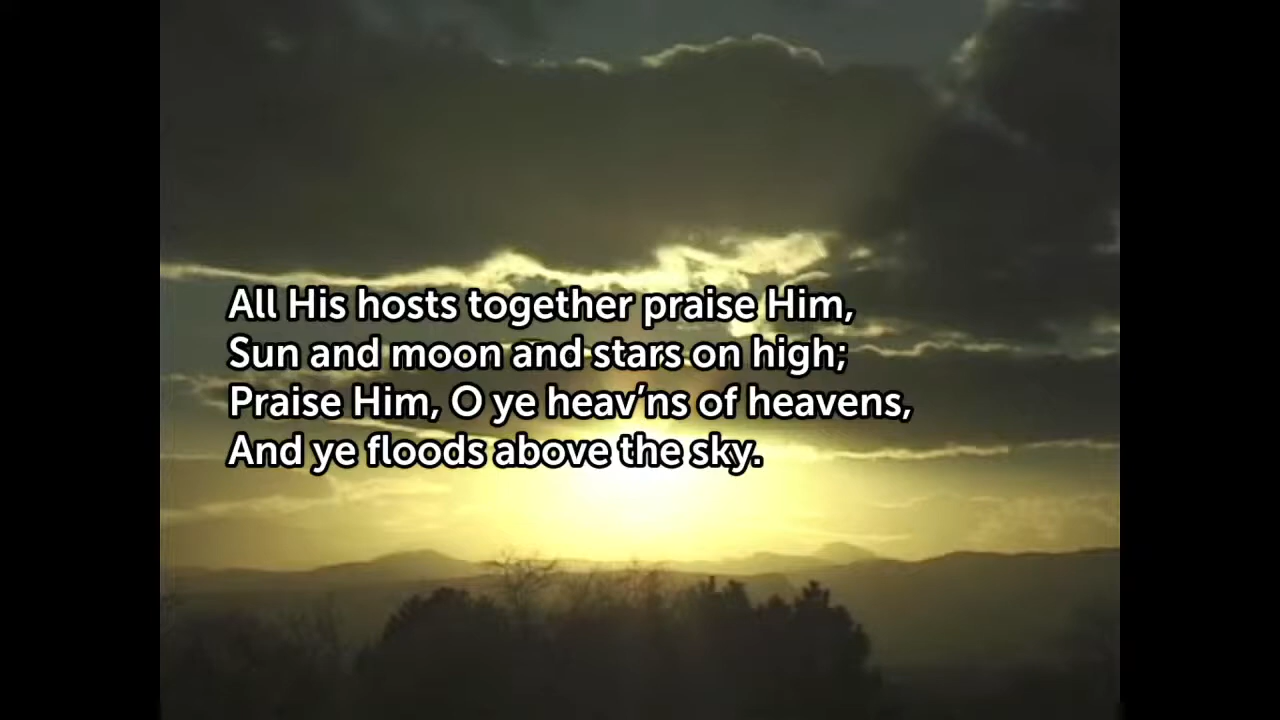 All His hosts together praise Him,
Sun and moon and stars on high;
Praise Him, O ye heav’ns of heavens,
And ye floods above the sky.